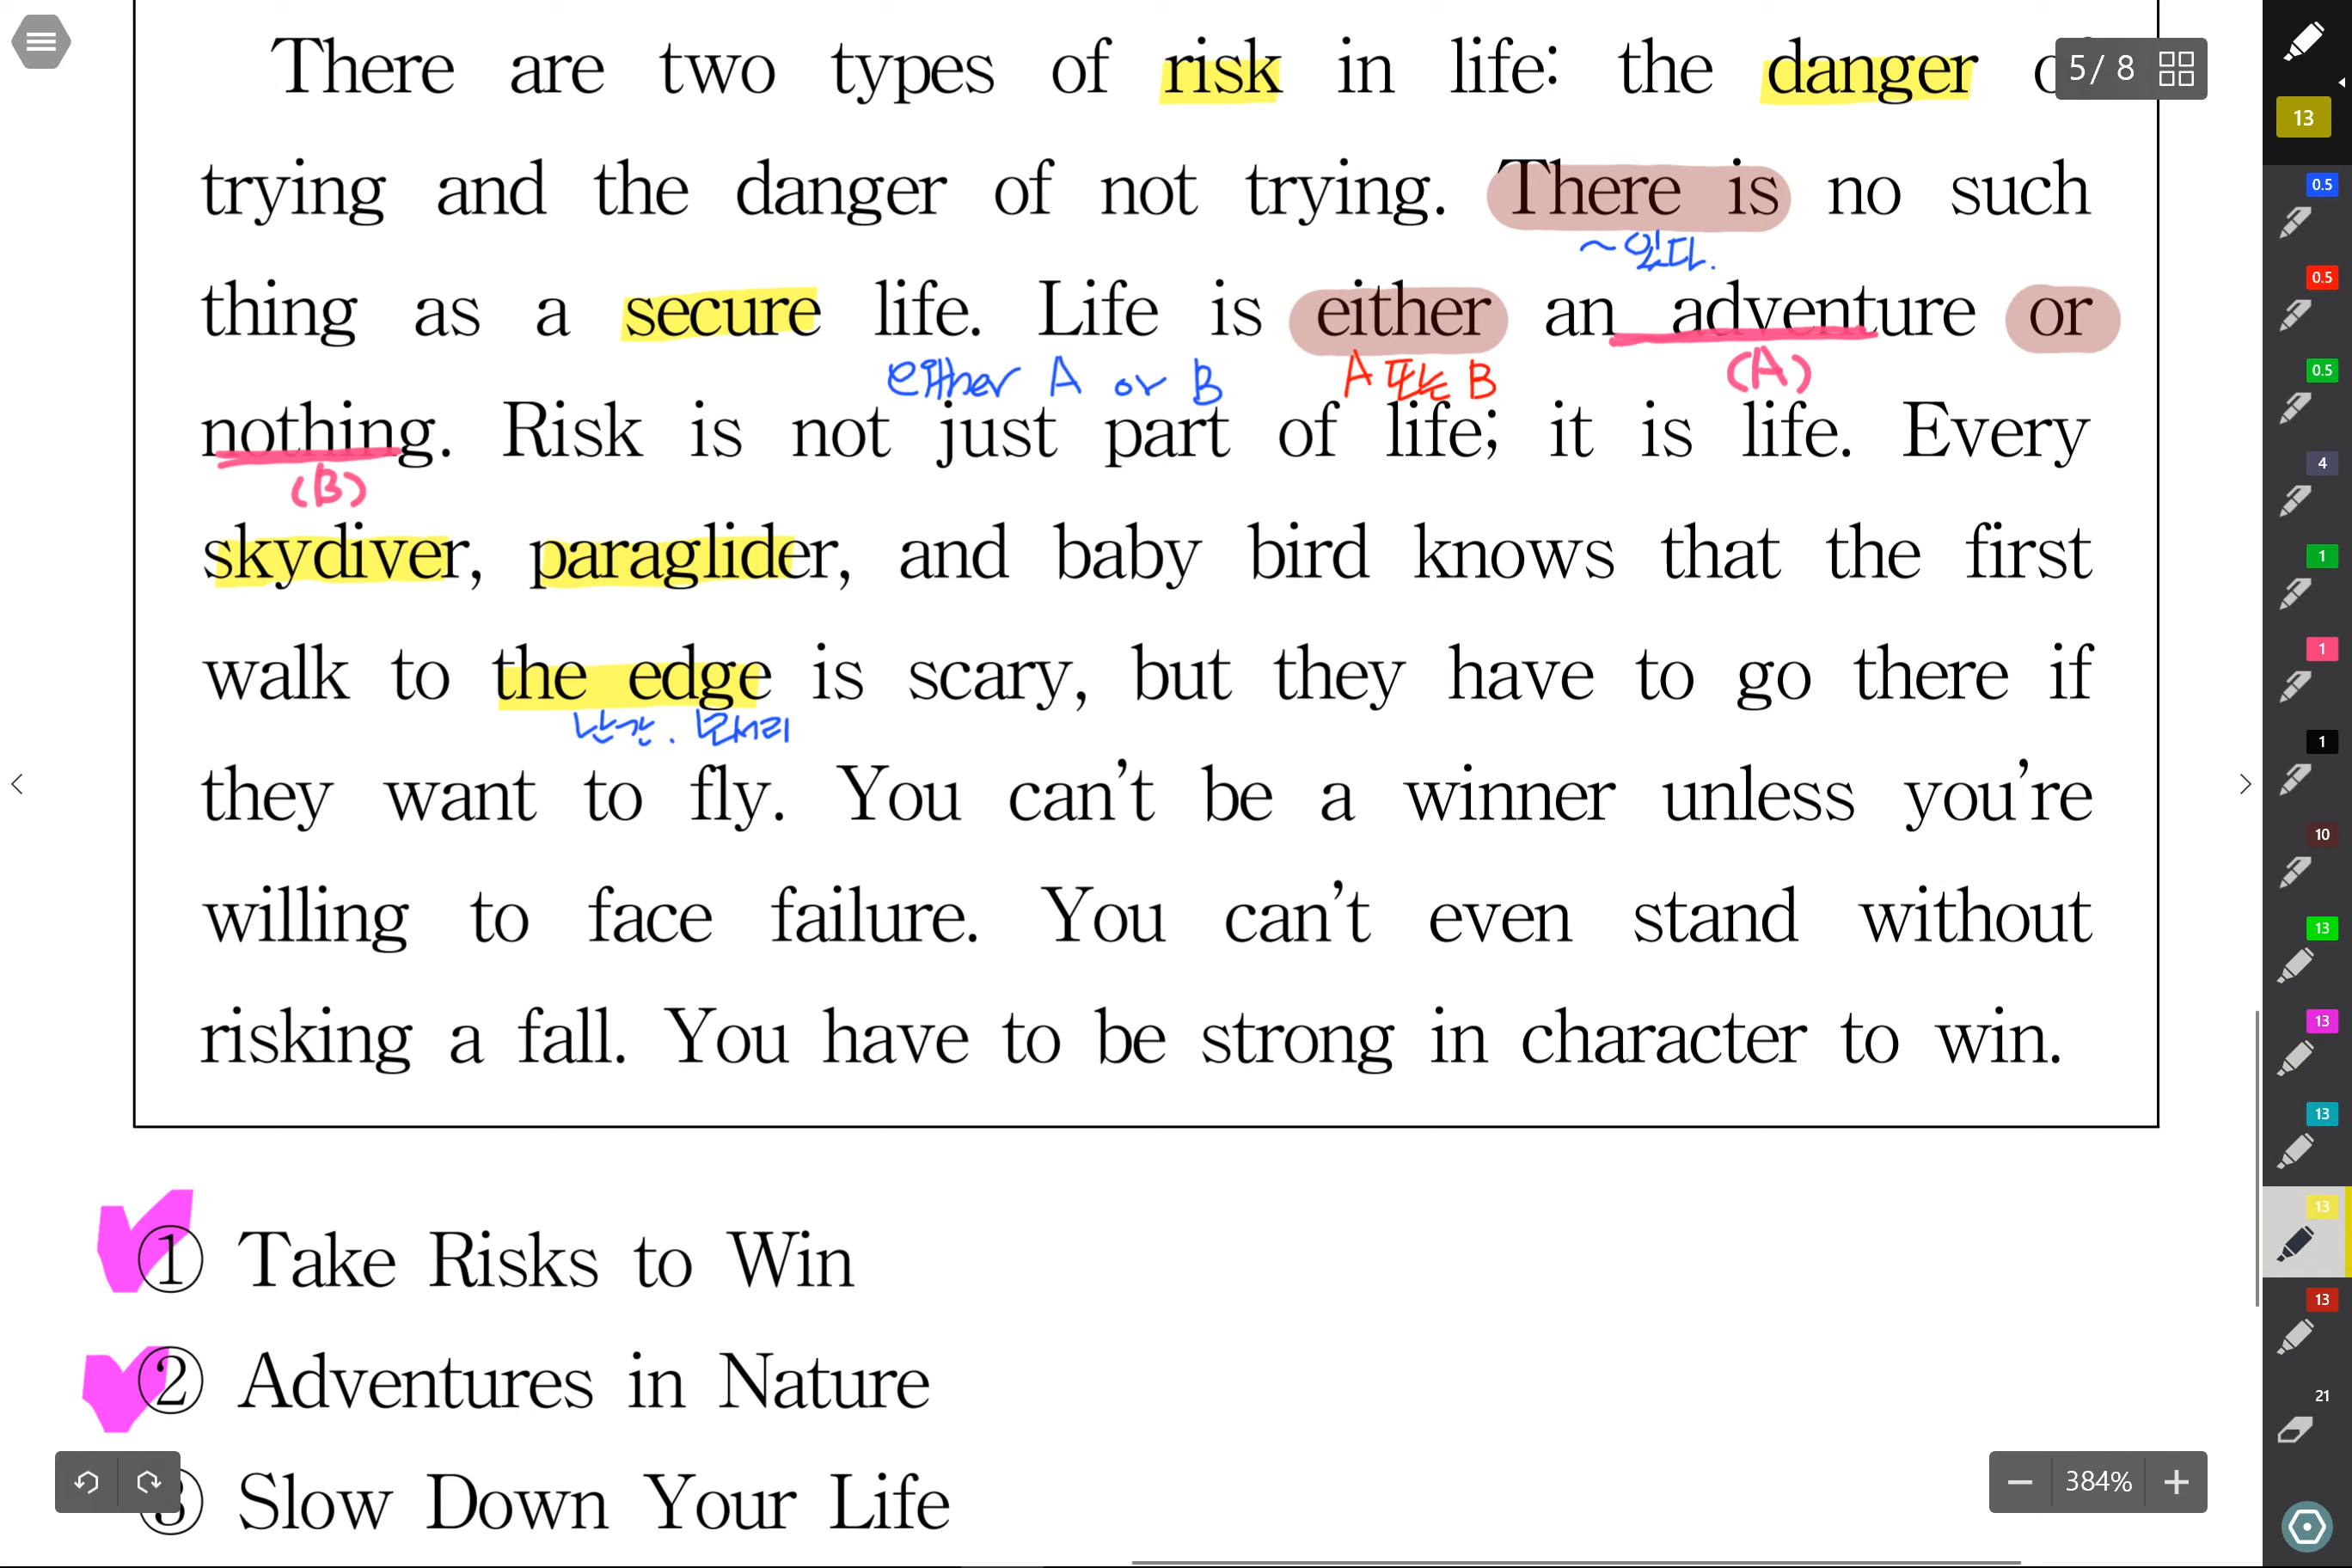 There are two types of risk in life: the danger
5/ 8
trying and the danger of not trying. There is no such
~있다.
thing as a secure life. Life is either an adventure or
either A or B A 또는 B (A)
nothing. Risk is not just part of life; it is life. Every
(B)
skydiver, paraglider, and baby bird knows that the first
walk to the edge is scary, but they have to go there if
난간. 모서리
they want to fly. You can't be a winner unless you're
willing to face failure. You can't even stand without
risking a fall. You have to be strong in character to win.
① Take Risks to Win
② Adventures in Nature
③ Slow Down Your Life
384%
13
0.5
0.5
0.5
4
1
1
1
10
13
13
13
13
13
21